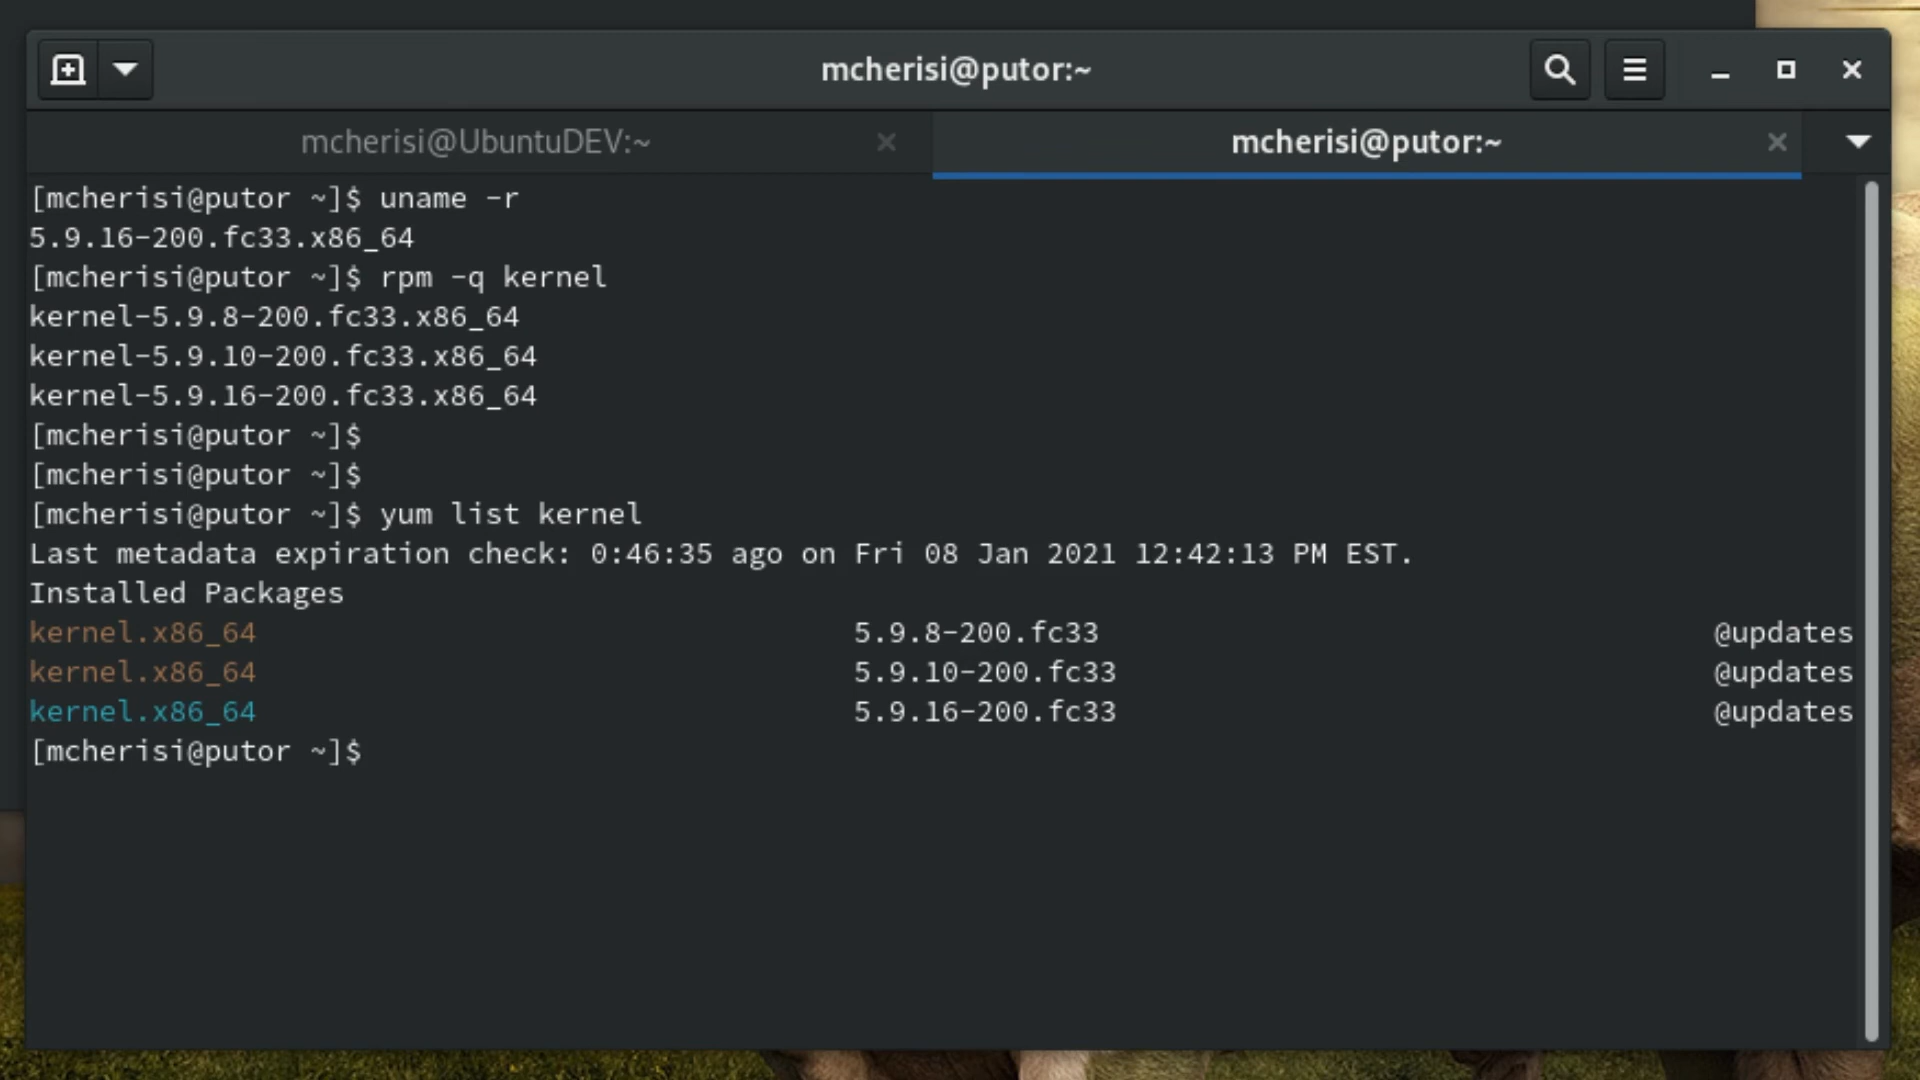 mcherisi@putor:~
mcherisi@UbuntuDEV:~
mcherisi@putor:~
[mcherisi@putor ~]$ uname -r
5.9.16-200.fc33.x86_64
[mcherisi@putor ~]$ rpm -q kernel
kernel-5.9.8-200.fc33.x86_64
kernel-5.9.10-200.fc33.x86_64
kernel-5.9.16-200.fc33.x86_64
[mcherisi@putor ~]$
[mcherisi@putor ~]$
[mcherisi@putor ~]$ yum list kernel
Last metadata expiration check: 0:46:35 ago on Fri 08 Jan 2021 12:42:13 PM EST.
Installed Packages
kernel.x86_64 5.9.8-200.fc33 @updates
kernel.x86_64 5.9.10-200.fc33 @updates
kernel.x86_64 5.9.16-200.fc33 @updates
[mcherisi@putor ~]$